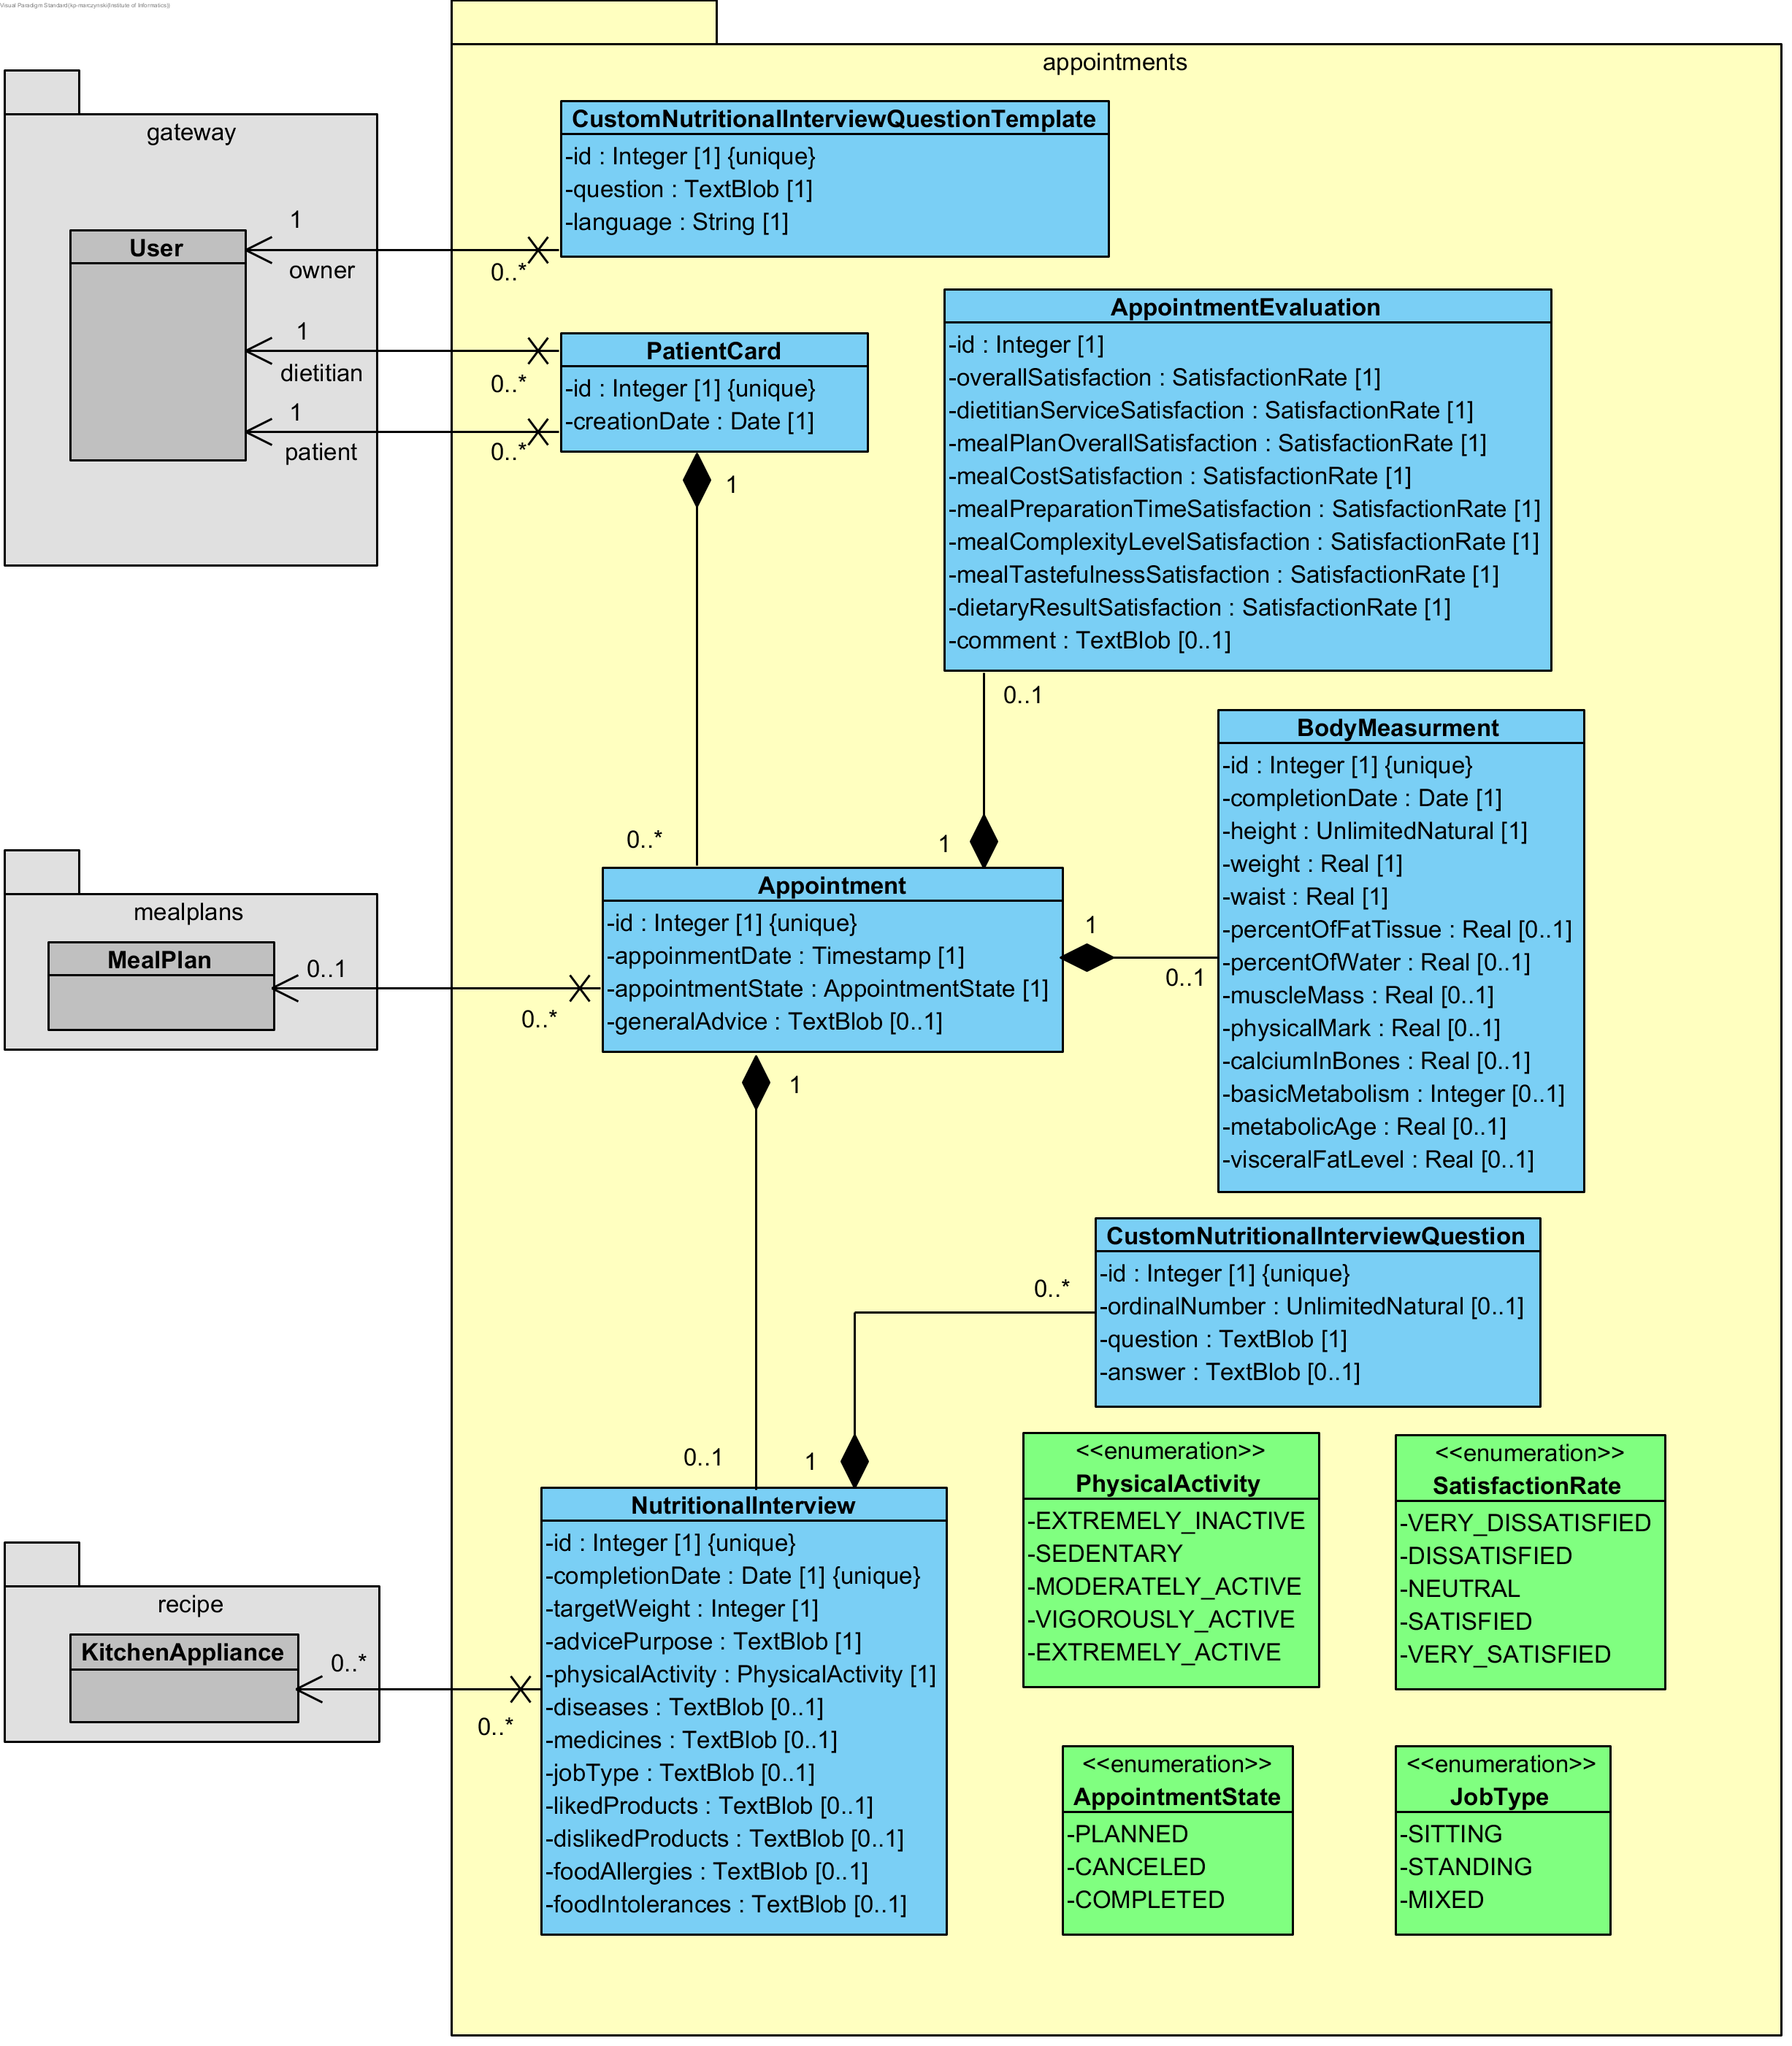 Visual Paradigm Standard(kp-marczynski(Institute of Informatics))
appointments
gateway
CustomNutritionalInterviewQuestionTemplate
-id : Integer [1] {unique}
-question : TextBlob [1]
-language : String [1]
User
1
owner
0..*
1
dietitian
0..*
1
patient
0..*
PatientCard
-id : Integer [1] {unique}
-creationDate : Date [1]
1
AppointmentEvaluation
-id : Integer [1]
-overallSatisfaction : SatisfactionRate [1]
-dietitianServiceSatisfaction : SatisfactionRate [1]
-mealPlanOverallSatisfaction : SatisfactionRate [1]
-mealCostSatisfaction : SatisfactionRate [1]
-mealPreparationTimeSatisfaction : SatisfactionRate [1]
-mealComplexityLevelSatisfaction : SatisfactionRate [1]
-mealTastefulnessSatisfaction : SatisfactionRate [1]
-dietaryResultSatisfaction : SatisfactionRate [1]
-comment : TextBlob [0..1]
0..1
BodyMeasurment
-id : Integer [1] {unique}
-completionDate : Date [1]
-height : UnlimitedNatural [1]
-weight : Real [1]
-waist : Real [1]
-percentOfFatTissue : Real [0..1]
-percentOfWater : Real [0..1]
-muscleMass : Real [0..1]
-physicalMark : Real [0..1]
-calciumInBones : Real [0..1]
-basicMetabolism : Integer [0..1]
-metabolicAge : Real [0..1]
-visceralFatLevel : Real [0..1]
0..*
1
Appointment
-id : Integer [1] {unique}
-appoinmentDate : Timestamp [1]
-appointmentState : AppointmentState [1]
-generalAdvice : TextBlob [0..1]
1
0..1
mealplans
MealPlan
0..1
0..*
1
CustomNutritionalInterviewQuestion
-id : Integer [1] {unique}
-ordinalNumber : UnlimitedNatural [0..1]
-question : TextBlob [1]
-answer : TextBlob [0..1]
0..*
0..1
1
NutritionalInterview
-id : Integer [1] {unique}
-completionDate : Date [1] {unique}
-targetWeight : Integer [1]
-advicePurpose : TextBlob [1]
-physicalActivity : PhysicalActivity [1]
-diseases : TextBlob [0..1]
-medicines : TextBlob [0..1]
-jobType : TextBlob [0..1]
-likedProducts : TextBlob [0..1]
-dislikedProducts : TextBlob [0..1]
-foodAllergies : TextBlob [0..1]
-foodIntolerances : TextBlob [0..1]
recipe
KitchenAppliance
0..*
0..*
<<enumeration>>
PhysicalActivity
-EXTREMELY_INACTIVE
-SEDENTARY
-MODERATELY_ACTIVE
-VIGOROUSLY_ACTIVE
-EXTREMELY_ACTIVE
<<enumeration>>
SatisfactionRate
-VERY_DISSATISFIED
-DISSATISFIED
-NEUTRAL
-SATISFIED
-VERY_SATISFIED
<<enumeration>>
AppointmentState
-PLANNED
-CANCELED
-COMPLETED
<<enumeration>>
JobType
-SITTING
-STANDING
-MIXED